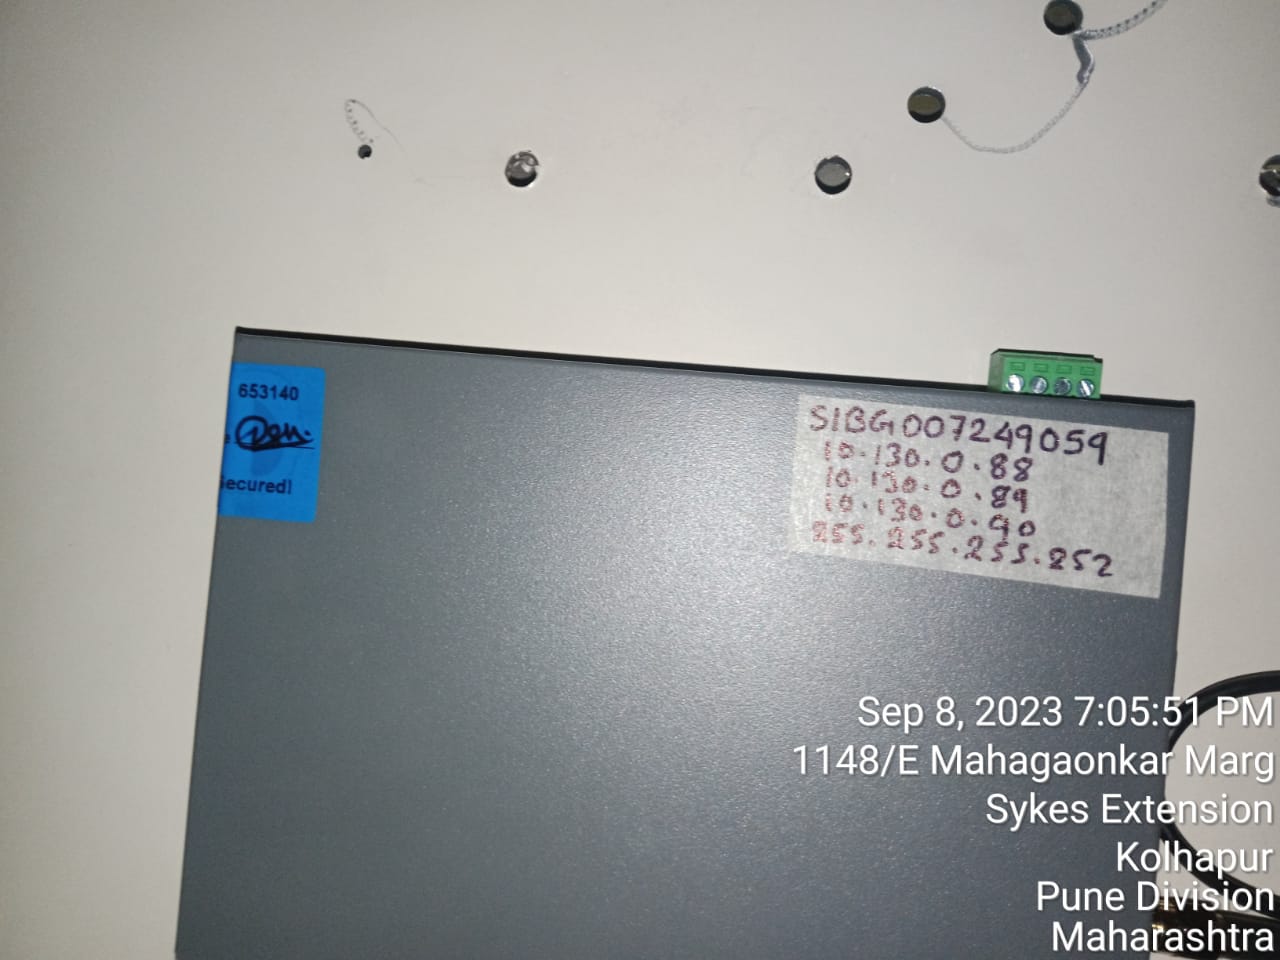 653140
ecured!
SIBG007249059
10.130.0.88
10.130.0.89
10.130.0.90
255.255.255.252
Sep 8, 2023 7:05:51 PM
1148/E Mahagaonkar Marg
Sykes Extension
Kolhapur
Pune Division
Maharashtra